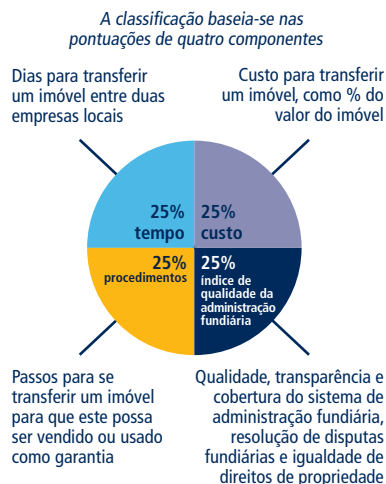 A classificação baseia-se nas
pontuações de quatro componentes
Dias para transferir
um imóvel entre duas
empresas locais
Custo para transferir
um imóvel, como % do
valor do imóvel
25%
tempo
25%
custo
25%
procedimentos
25%
índice de
qualidade da
administração
fundiária
Passos para se
transferir um imóvel
para que este possa
ser vendido ou usado
como garantia
Qualidade, transparência e
cobertura do sistema de
administração fundiária,
resolução de disputas
fundiárias e igualdade de
direitos de propriedade